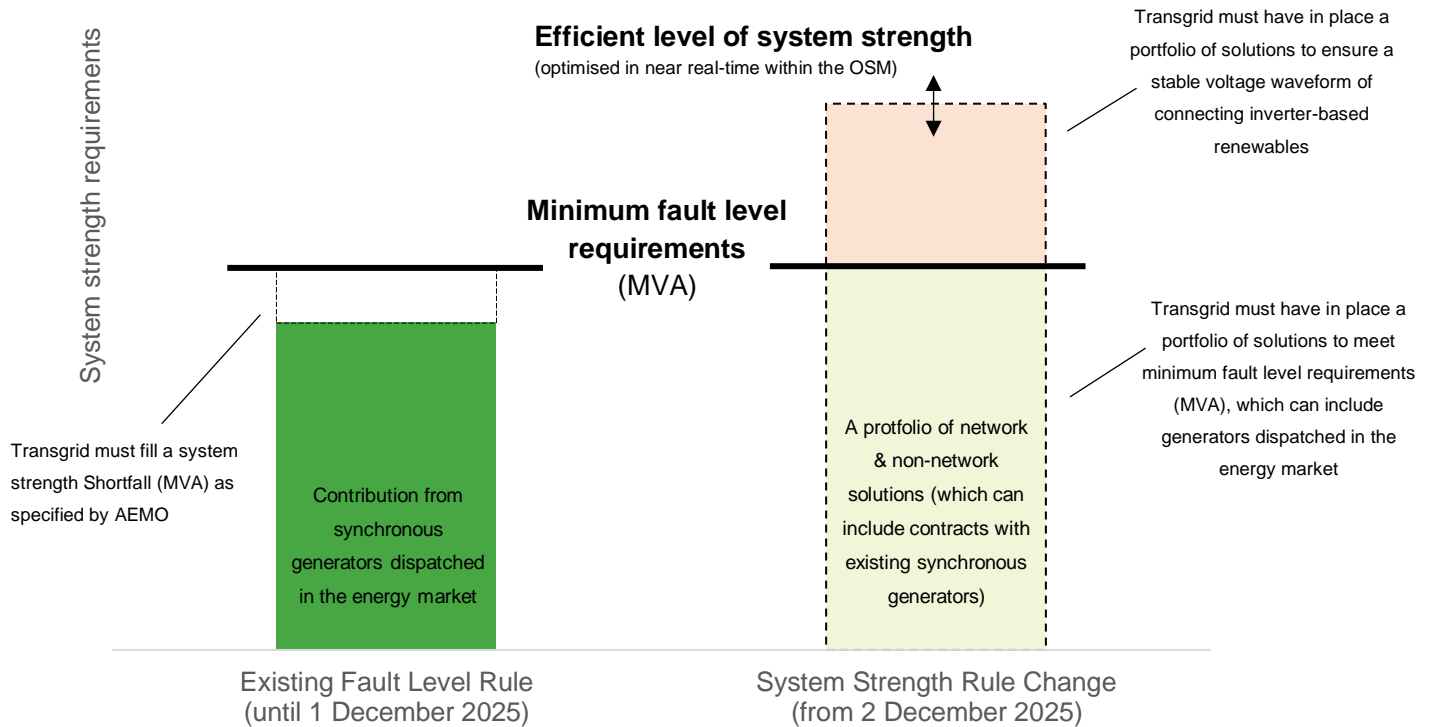 System strength requirements
Efficient level of system strength
(optimised in near real-time within the OSM)
Transgrid must have in place a
portfolio of solutions to ensure a
stable voltage waveform of
connecting inverter-based
renewables
Minimum fault level
requirements
(MVA)
Transgrid must fill a system
strength Shortfall (MVA) as
specified by AEMO
Contribution from
synchronous
generators dispatched
in the energy market
A protfolio of network
& non-network
solutions (which can
include contracts with
existing synchronous
generators)
Transgrid must have in place a
portfolio of solutions to meet
minimum fault level requirements
(MVA), which can include
generators dispatched in the
energy market
Existing Fault Level Rule
(until 1 December 2025)
System Strength Rule Change
(from 2 December 2025)